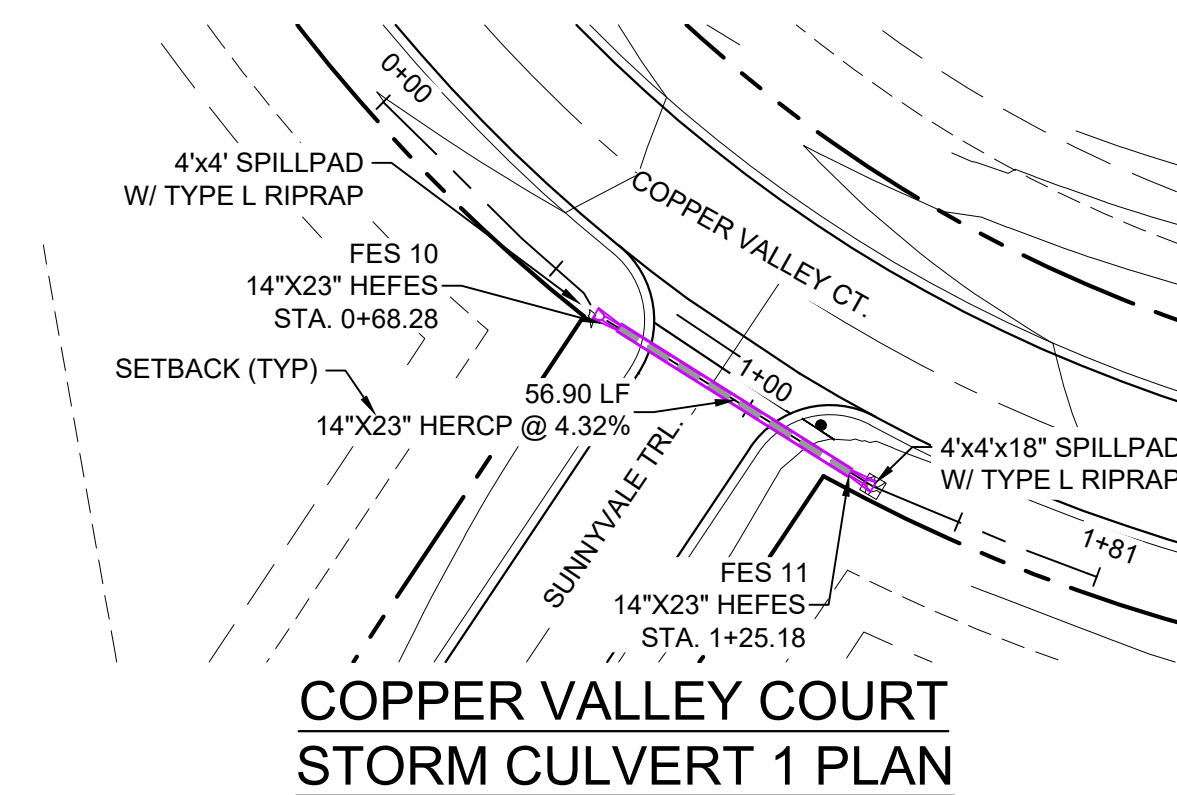 0+00
4'x4' SPILLPAD
W/ TYPE L RIPRAP
COPPER VALLEY CT.
FES 10
14"X23" HEFES
STA. 0+68.28
SETBACK (TYP)
56.90 LF
14"X23" HERCP @ 4.32%
1+00
SUNNYVALE TRL.
4'x4'x18" SPILLPAD
W/ TYPE L RIPRAP
1+81
FES 11
14"X23" HEFES
STA. 1+25.18
COPPER VALLEY COURT
STORM CULVERT 1 PLAN